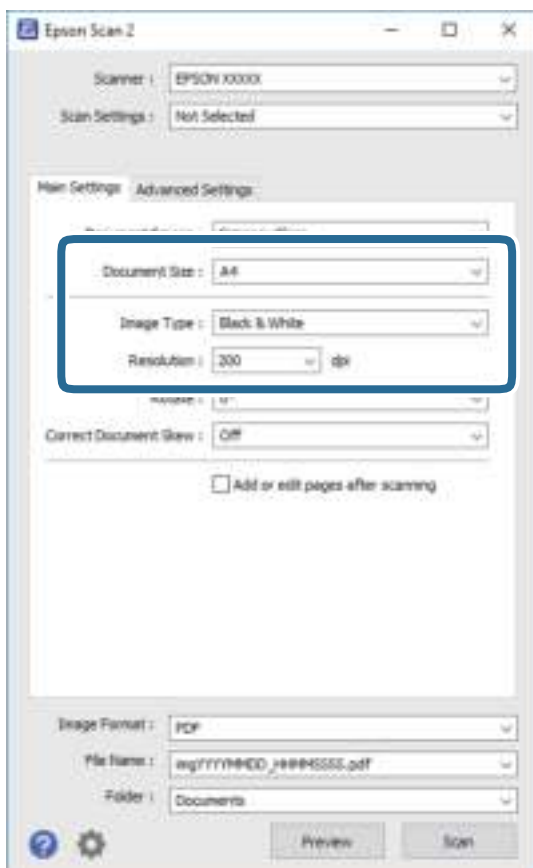 Epson Scan 2
Scanner : EPSON XXXXX
Scan Settings : Not Selected
Main Settings Advanced Settings
Document Size : A4
Image Type : Black & White
Resolution : 200 dpi
Rotate : 0°
Correct Document Skew : Off
Add or edit pages after scanning
Image Format : PDF
File Name :
Folder : Documents
Preview Scan